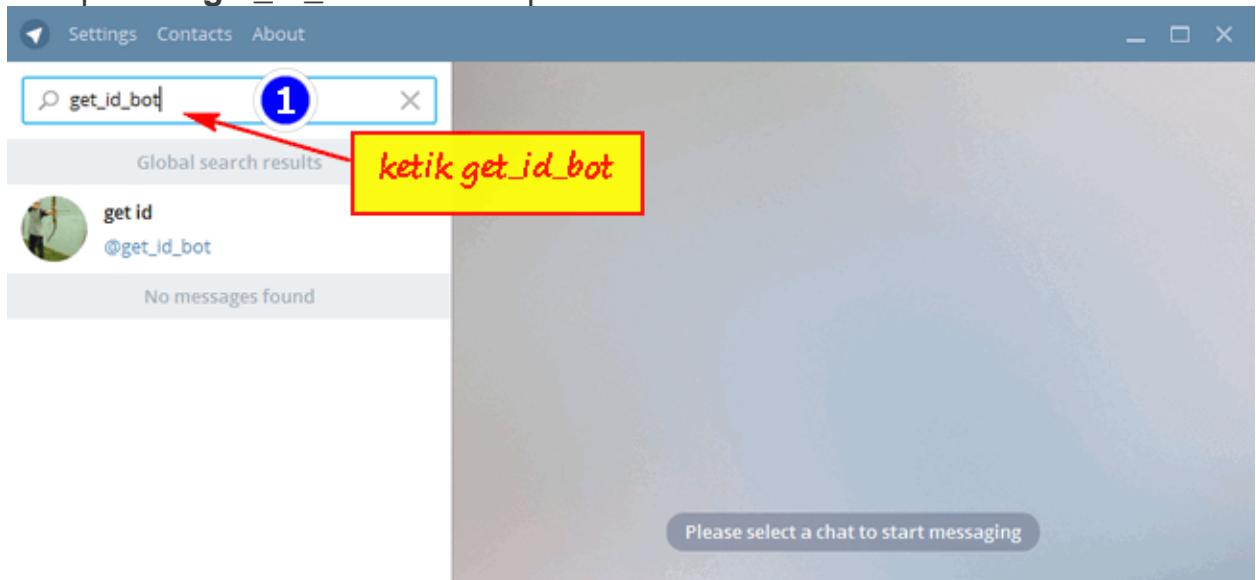 Settings Contacts About
get_id_bot
1
ketik get_id_bot
Global search results
get id
@get_id_bot
No messages found
Please select a chat to start messaging